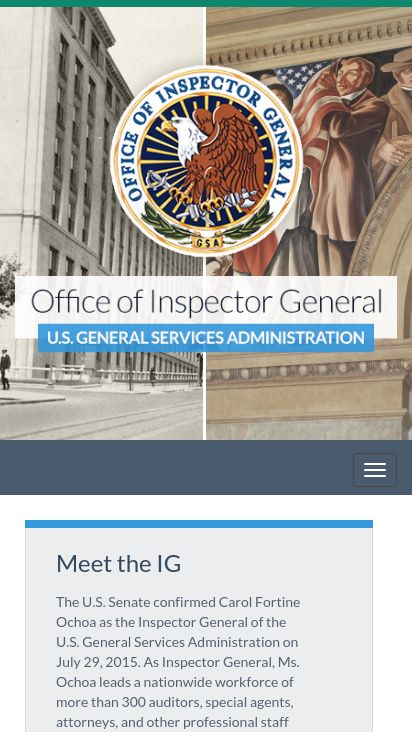 OFFICE OF INSPECTOR GENERAL
GSA
Office of Inspector General
U.S. GENERAL SERVICES ADMINISTRATION
Meet the IG
The U.S. Senate confirmed Carol Fortine
Ochoa as the Inspector General of the
U.S. General Services Administration on
July 29, 2015. As Inspector General, Ms.
Ochoa leads a nationwide workforce of
more than 300 auditors, special agents,
attorneys, and other professional staff